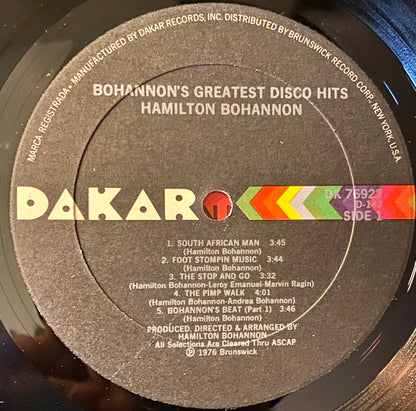 MARCA REGISTRADA • MANUFACTURED BY DAKAR RECORDS, INC. DISTRIBUTED BY BRUNSWICK RECORD CORP. NEW YORK, U.S.A.
BOHANNON'S GREATEST DISCO HITS
HAMILTON BOHANNON
DAKAR
DK 76922
SIDE 1
1. SOUTH AFRICAN MAN 3:45
(Hamilton Bohannon)
2. FOOT STOMPIN MUSIC 3:44
(Hamilton Bohannon)
3. THE STOP AND GO 3:32
(Hamilton Bohannon-Leroy Emanuel-Marvin Ragin)
4. THE PIMP WALK 4:01
(Hamilton Bohannon-Andrea Bohannon)
5. BOHANNON'S BEAT (Part 1) 3:46
(Hamilton Bohannon)
PRODUCED, DIRECTED & ARRANGED BY
HAMILTON BOHANNON
All Selections Are Cleared Thru ASCAP
℗ 1976 Brunswick